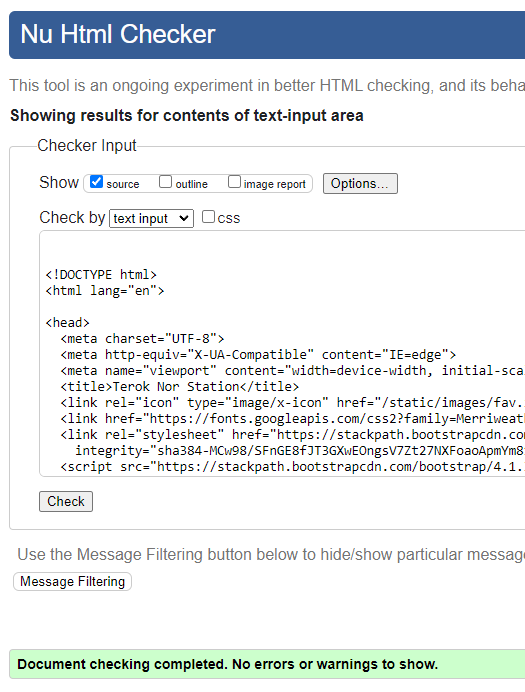 Nu Html Checker
This tool is an ongoing experiment in better HTML checking, and its beha
Showing results for contents of text-input area
Checker Input
Show source outline image report Options...
Check by text input css
<!DOCTYPE html>
<html lang="en">
<head>
<meta charset="UTF-8">
<meta http-equiv="X-UA-Compatible" content="IE=edge">
<meta name="viewport" content="width=device-width, initial-sca
<title>Terok Nor Station</title>
<link rel="icon" type="image/x-icon" href="/static/images/fav.
<link href="https://fonts.googleapis.com/css2?family=Merriweath
<link rel="stylesheet" href="https://stackpath.bootstrapcdn.com
integrity="sha384-MCw98/SFnGE8fJT3GXwEOngsV7Zt27NXFoaoApmYm8
<script src="https://stackpath.bootstrapcdn.com/bootstrap/4.1.
Check
Use the Message Filtering button below to hide/show particular messag
Message Filtering
Document checking completed. No errors or warnings to show.